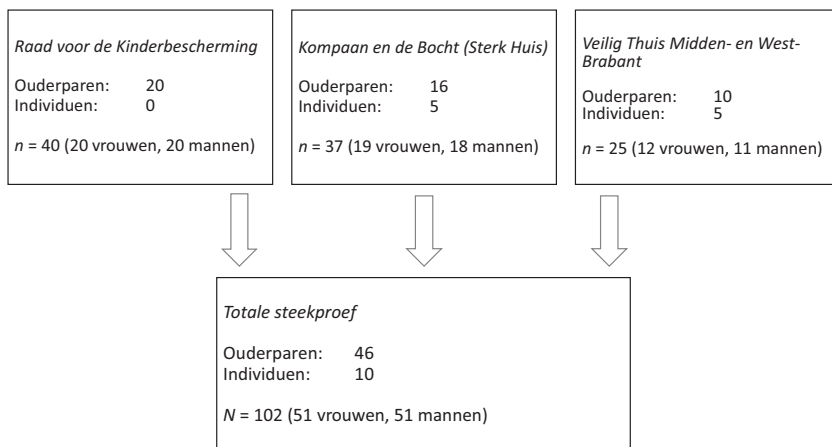 Raad voor de Kinderbescherming
Ouderparen: 20
Individuen: 0
n = 40 (20 vrouwen, 20 mannen)
Kompaan en de Bocht (Sterk Huis)
Ouderparen: 16
Individuen: 5
n = 37 (19 vrouwen, 18 mannen)
Veilig Thuis Midden- en West-
Brabant
Ouderparen: 10
Individuen: 5
n = 25 (12 vrouwen, 11 mannen)
Totale steekproef
Ouderparen: 46
Individuen: 10
N = 102 (51 vrouwen, 51 mannen)